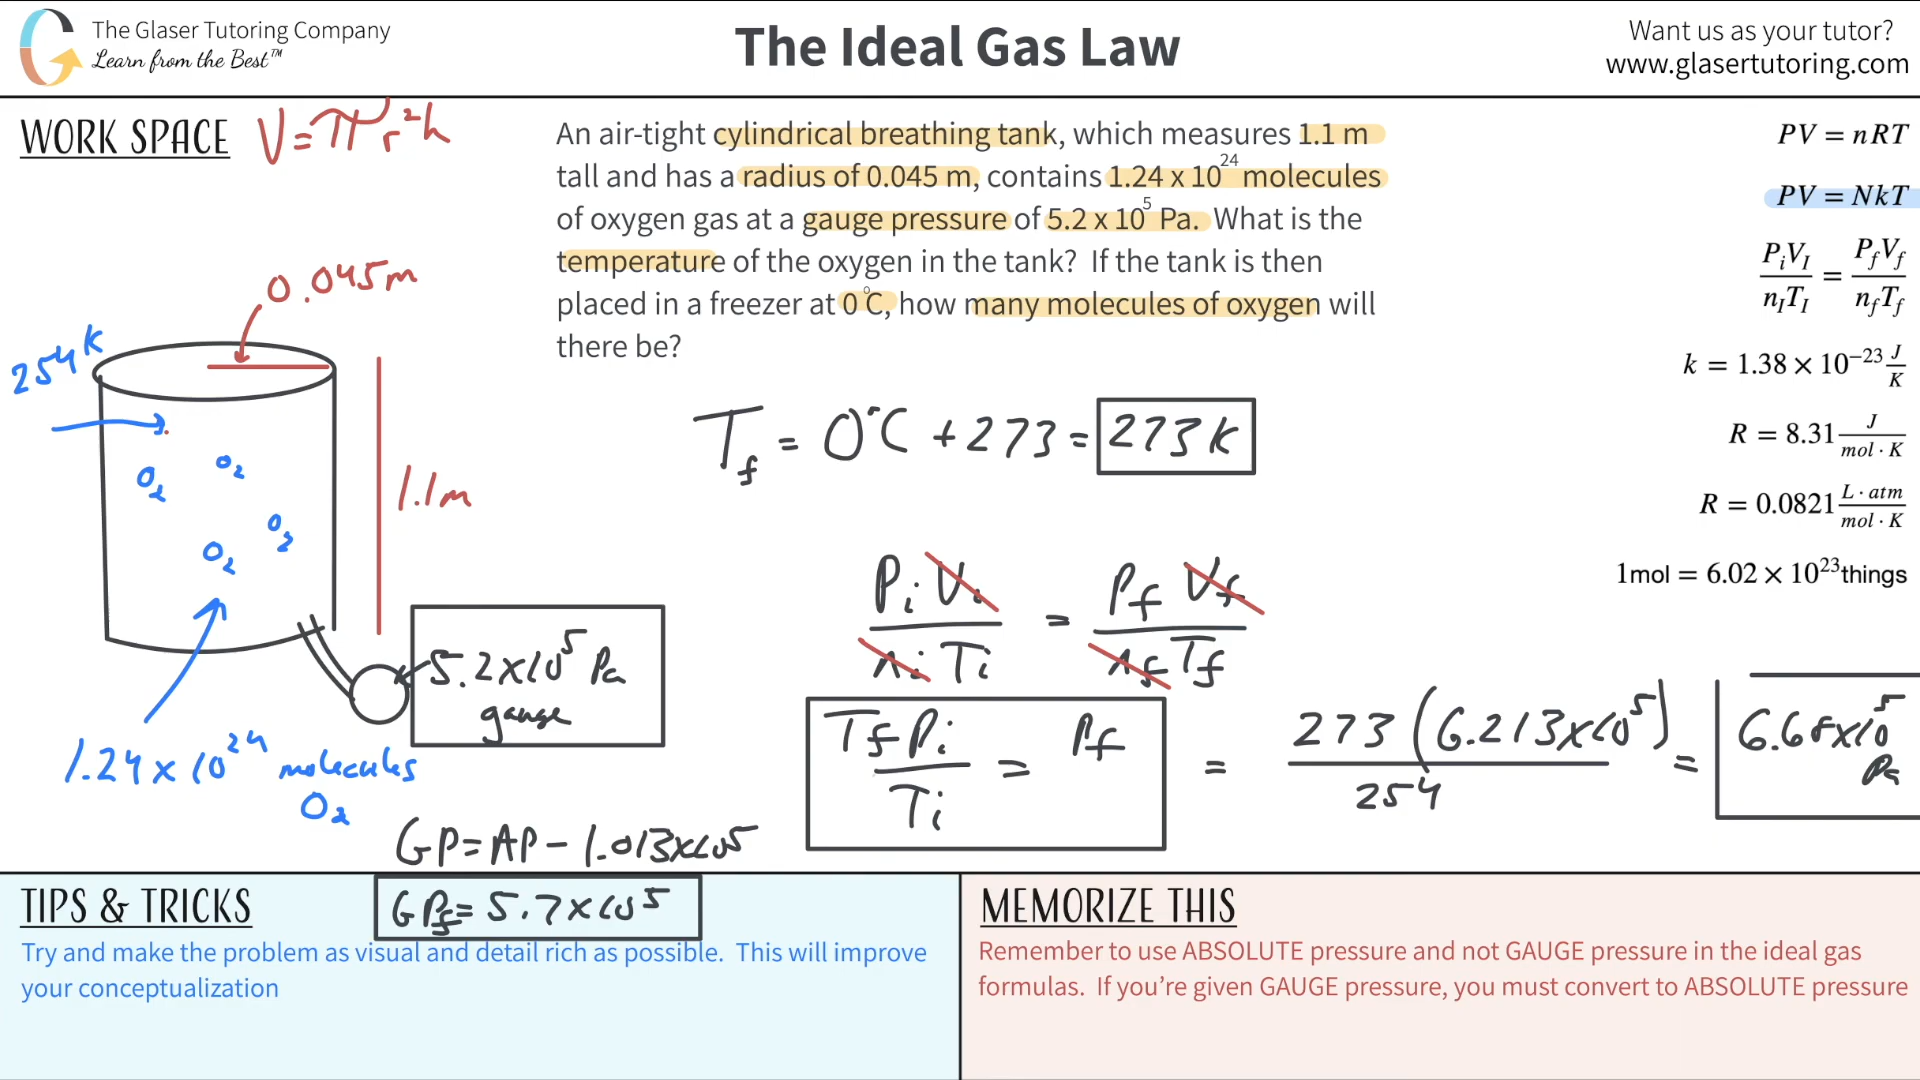 The Glaser Tutoring Company
Learn from the Best™
The Ideal Gas Law
Want us as your tutor?
www.glasertutoring.com
WORK SPACE
V = πr²h
An air-tight cylindrical breathing tank, which measures 1.1 m
tall and has a radius of 0.045 m, contains 1.24 x 10²⁴ molecules
of oxygen gas at a gauge pressure of 5.2 x 10⁵ Pa. What is the
temperature of the oxygen in the tank? If the tank is then
placed in a freezer at 0°C, how many molecules of oxygen will
there be?
PV = nRT
PV = NkT
PᵢV_I / n_IT_I = P_fV_f / n_fT_f
k = 1.38 × 10⁻²³ J/K
R = 8.31 J / mol · K
R = 0.0821 L · atm / mol · K
1mol = 6.02 × 10²³things
0.045m
254K
1.1m
O₂
O₂
O₂
O₂
5.2x10⁵ Pa
gauge
1.24 x 10²⁴ molecules
O₂
T_f = 0°C + 273 = 273K
PᵢVᵢ / nᵢTᵢ = P_fV_f / n_fT_f
T_fPᵢ / Tᵢ = P_f = 273(6.213x10⁵) / 254 = 6.68x10⁵ Pa
GP = AP - 1.013x10⁵
GP_f = 5.7x10⁵
TIPS & TRICKS
Try and make the problem as visual and detail rich as possible. This will improve
your conceptualization
MEMORIZE THIS
Remember to use ABSOLUTE pressure and not GAUGE pressure in the ideal gas
formulas. If you’re given GAUGE pressure, you must convert to ABSOLUTE pressure